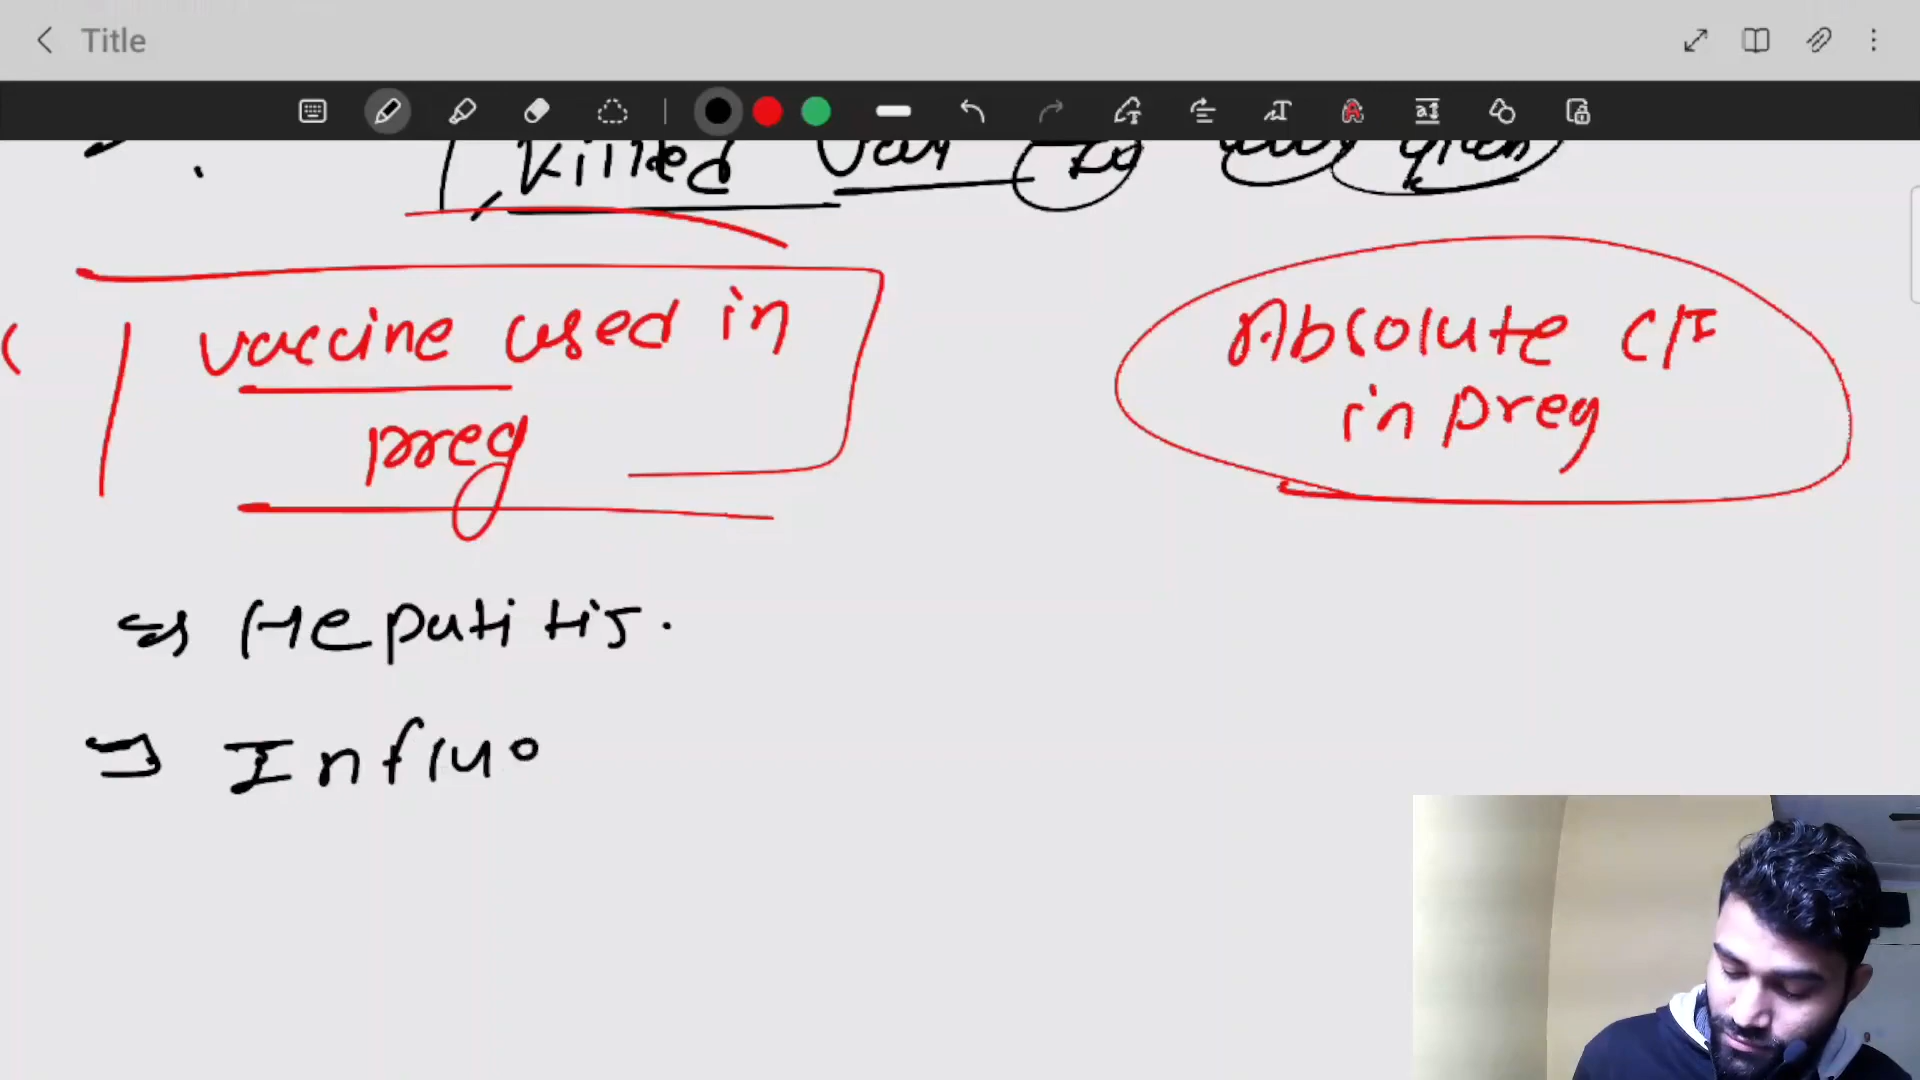 Title
Killed
vaccine used in
preg
Absolute C/I
in preg
Hepatitis.
Influ